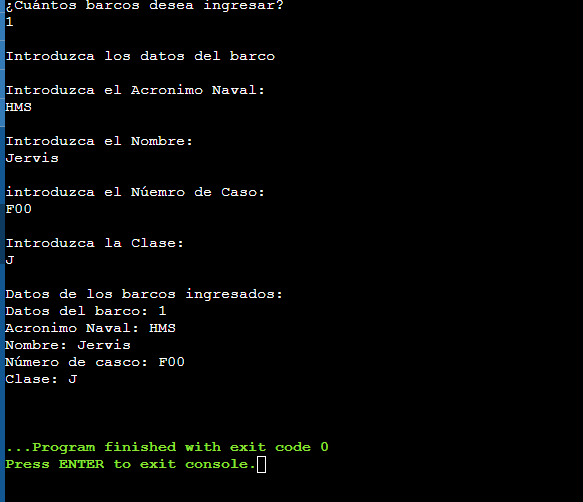 ¿Cuántos barcos desea ingresar?
1
Introduzca los datos del barco
Introduzca el Acronimo Naval:
HMS
Introduzca el Nombre:
Jervis
introduzca el Núemro de Caso:
F00
Introduzca la Clase:
J
Datos de los barcos ingresados:
Datos del barco: 1
Acronimo Naval: HMS
Nombre: Jervis
Número de casco: F00
Clase: J
...Program finished with exit code 0
Press ENTER to exit console.